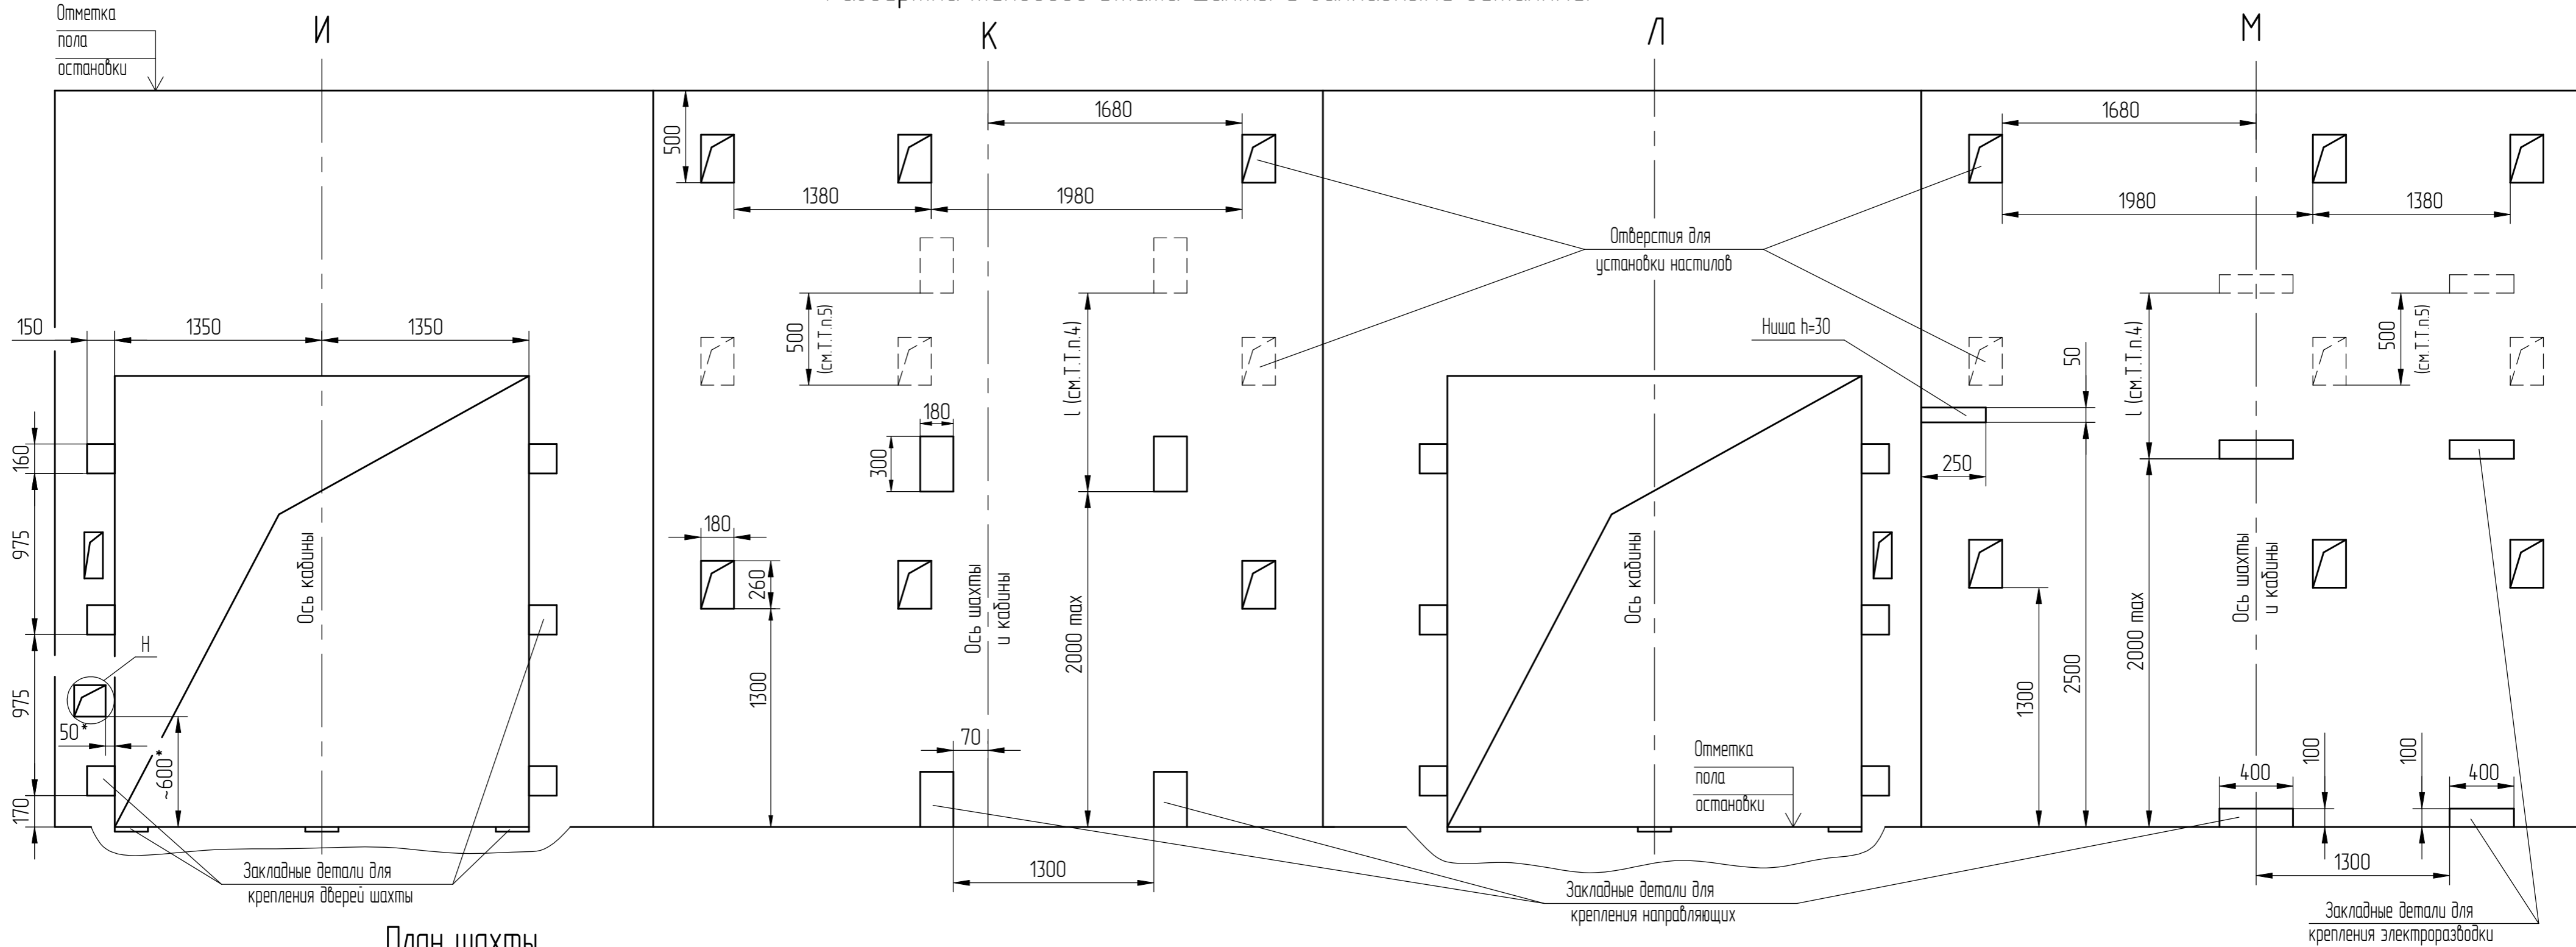 Отметка
пола
остановки
И
К
Л
М
1680
1680
500
1380
1980
1980
1380
Отверстия для
установки настилов
150
1350
1350
500
(см.Т.Т.п.5)
l (см.Т.Т.п.4)
Ниша h=30
50
l (см.Т.Т.п.4)
500
(см.Т.Т.п.5)
160
180
300
250
975
Ось кабины
180
260
Ось шахты
и кабины
2000 max
Ось кабины
Ось шахты
и кабины
2000 max
Н
975
50*
~600*
1300
2500
1300
70
Отметка
пола
остановки
170
400
100
100
400
Закладные детали для
крепления дверей шахты
1300
Закладные детали для
крепления направляющих
1300
Закладные детали для
крепления электроразводки
План шахты